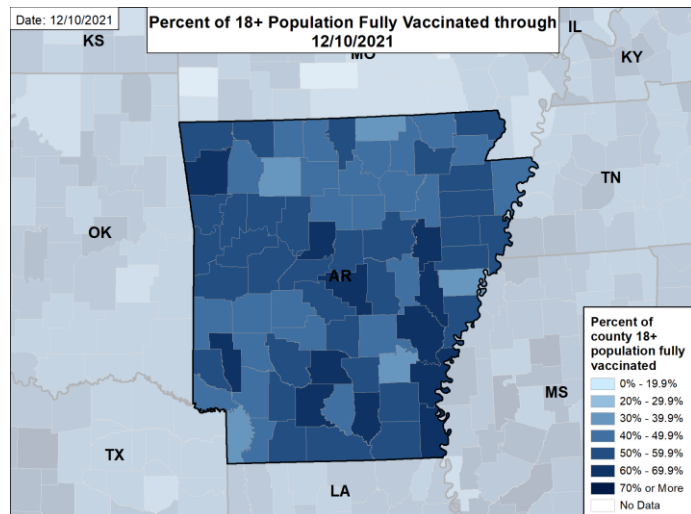 Date: 12/10/2021
Percent of 18+ Population Fully Vaccinated through
12/10/2021
KS
MO
IL
KY
TN
OK
AR
MS
TX
LA
Percent of
county 18+
population fully
vaccinated
0% - 19.9%
20% - 29.9%
30% - 39.9%
40% - 49.9%
50% - 59.9%
60% - 69.9%
70% or More
No Data